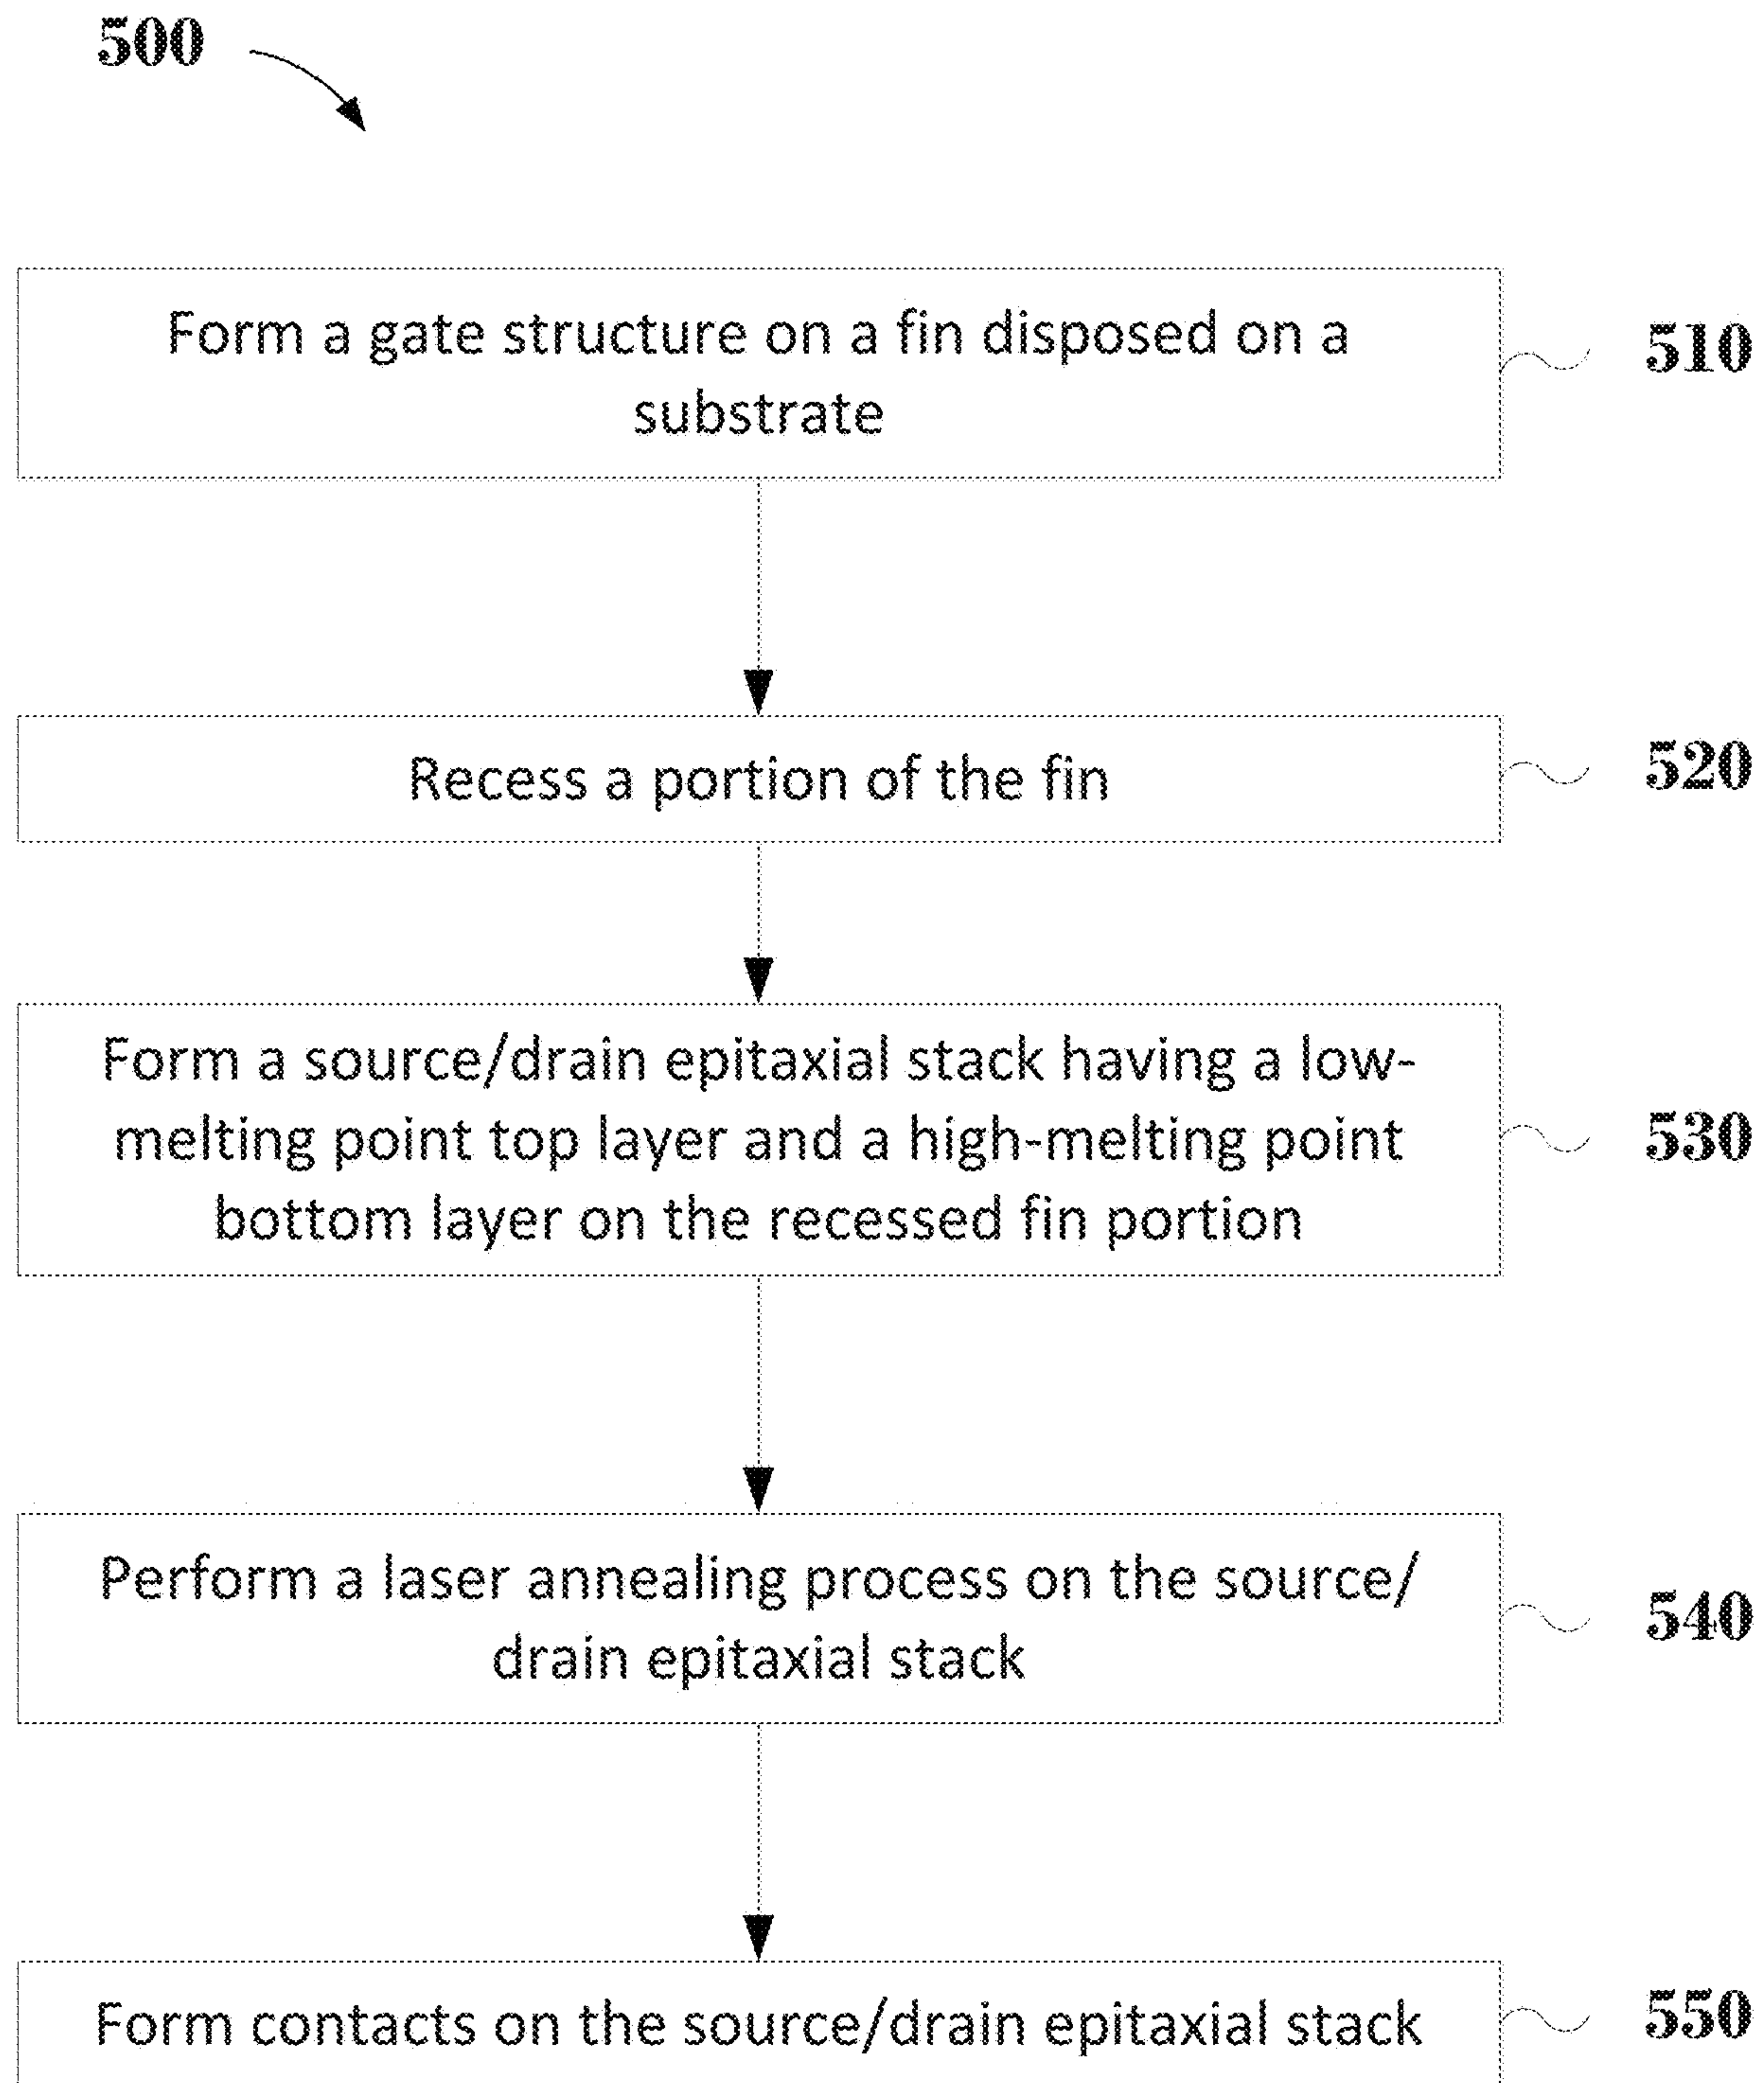 500
Form a gate structure on a fin disposed on a
substrate
510
Recess a portion of the fin
520
Form a source/drain epitaxial stack having a low-
melting point top layer and a high-melting point
bottom layer on the recessed fin portion
530
Perform a laser annealing process on the source/
drain epitaxial stack
540
Form contacts on the source/drain epitaxial stack
550